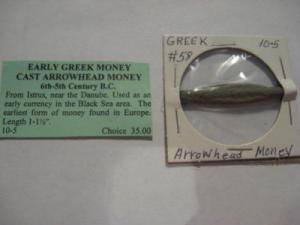 EARLY GREEK MONEY
CAST ARROWHEAD MONEY
6th-5th Century B.C.
From Istrus, near the Danube. Used as an
early currency in the Black Sea area. The
earliest form of money found in Europe.
Length 1-1½".
10-5 Choice 35.00
GREEK 10-5
#58
Arrowhead Money